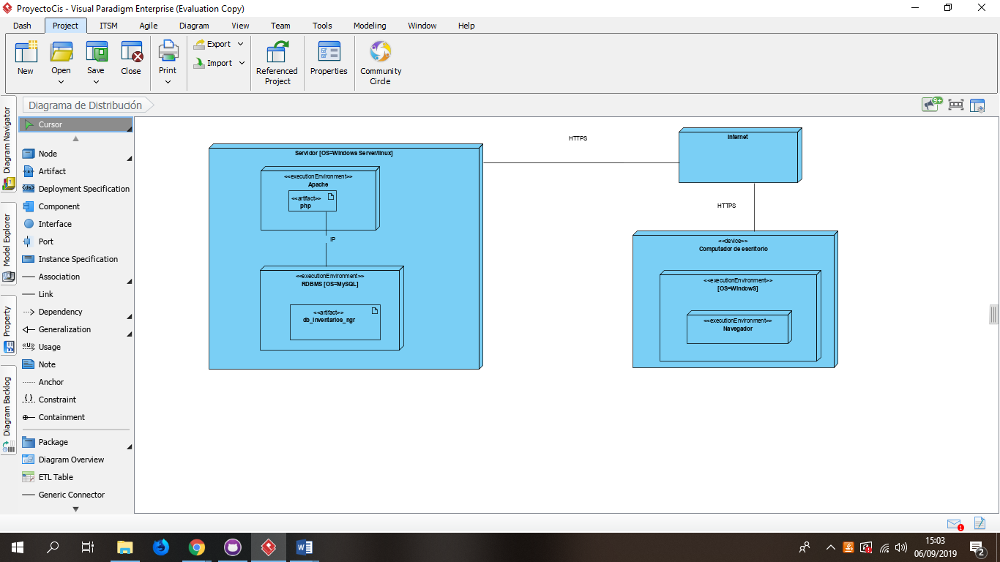 ProyectoCis - Visual Paradigm Enterprise (Evaluation Copy)
Dash Project ITSM Agile Diagram View Team Tools Modeling Window Help
New Open Save Close Print Export Import Referenced Project Properties Community Circle
Diagrama de Distribución
9+
Diagram Navigator
Model Explorer
Property
Diagram Backlog
Cursor
Node
Artifact
<ds> Deployment Specification
Component
Interface
Port
Instance Specification
Association
Link
Dependency
Generalization
«U» Usage
Note
Anchor
{.} Constraint
Containment
Package
Diagram Overview
ETL Table
Generic Connector
Servidor [OS=Windows Server/linux]
<<executionEnvironment>>
Apache
<<artifact>>
php
IP
<<executionEnvironment>>
RDBMS [OS=MySQL]
<<artifact>>
db_inventarios_ngr
HTTPS
Internet
HTTPS
<<device>>
Computador de escritorio
<<executionEnvironment>>
[OS=WindowS]
<<executionEnvironment>>
Navegador
1
15:03
06/09/2019
2